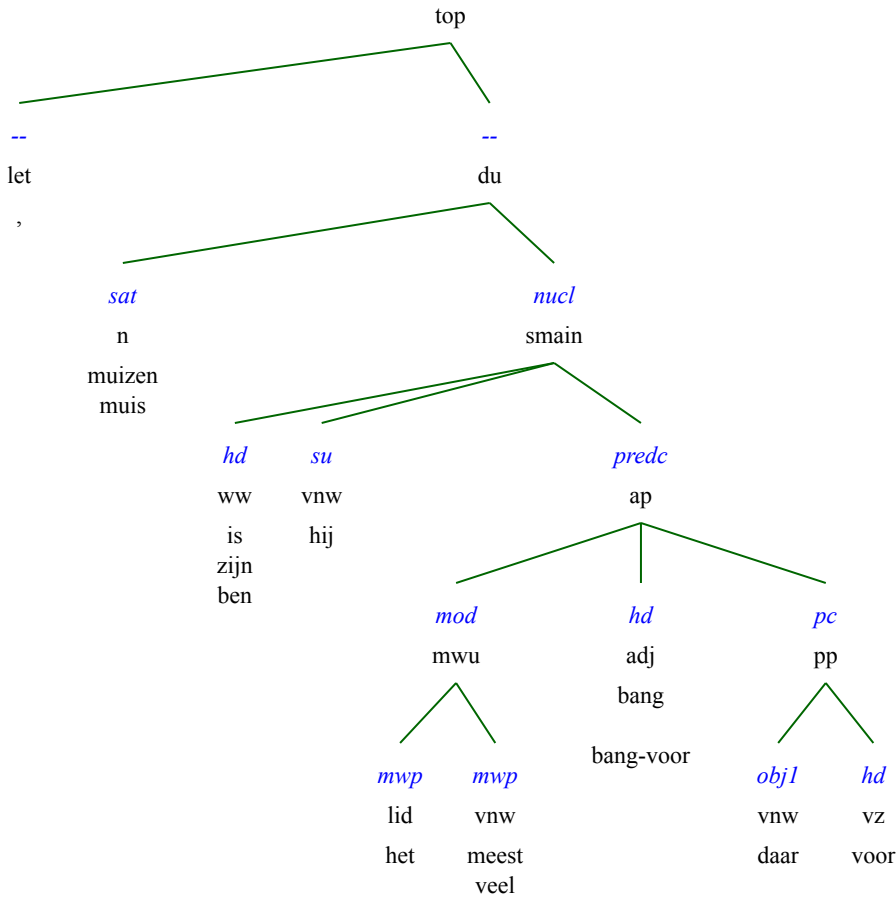 top
-- --
let du
,
sat nucl
n smain
muizen
muis
hd su predc
ww vnw ap
is hij
zijn
ben
mod hd pc
mwu adj pp
bang
bang-voor
mwp mwp obj1 hd
lid vnw vnw vz
het meest daar voor
veel